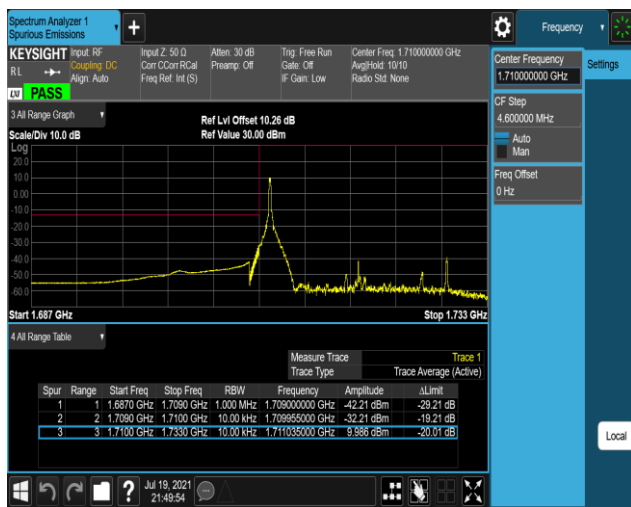 Spectrum Analyzer 1
Spurious Emissions
Frequency
KEYSIGHT
Input: RF
Coupling: DC
Align: Auto
Input Z: 50 Ω
Corr CCorr RCal
Freq Ref: Int (S)
Atten: 30 dB
Preamp: Off
Trig: Free Run
Gate: Off
IF Gain: Low
Center Freq: 1.710000000 GHz
Avg|Hold: 10/10
Radio Std: None
R L
LXI PASS
Center Frequency
1.710000000 GHz
Settings
CF Step
4.600000 MHz
Auto
Man
Freq Offset
0 Hz
3 All Range Graph
Ref Lvl Offset 10.26 dB
Scale/Div 10.0 dB
Ref Value 30.00 dBm
Log
20.0
10.0
0.00
-10.0
-20.0
-30.0
-40.0
-50.0
-60.0
Start 1.687 GHz
Stop 1.733 GHz
4 All Range Table
Measure Trace Trace 1
Trace Type Trace Average (Active)
Spur Range Start Freq Stop Freq RBW Frequency Amplitude ΔLimit
1 1 1.6870 GHz 1.7090 GHz 1.000 MHz 1.709000000 GHz -42.21 dBm -29.21 dB
2 2 1.7090 GHz 1.7100 GHz 10.00 kHz 1.709955000 GHz -32.21 dBm -19.21 dB
3 3 1.7100 GHz 1.7330 GHz 10.00 kHz 1.711035000 GHz 9.986 dBm -20.01 dB
Local
Jul 19, 2021
21:49:54